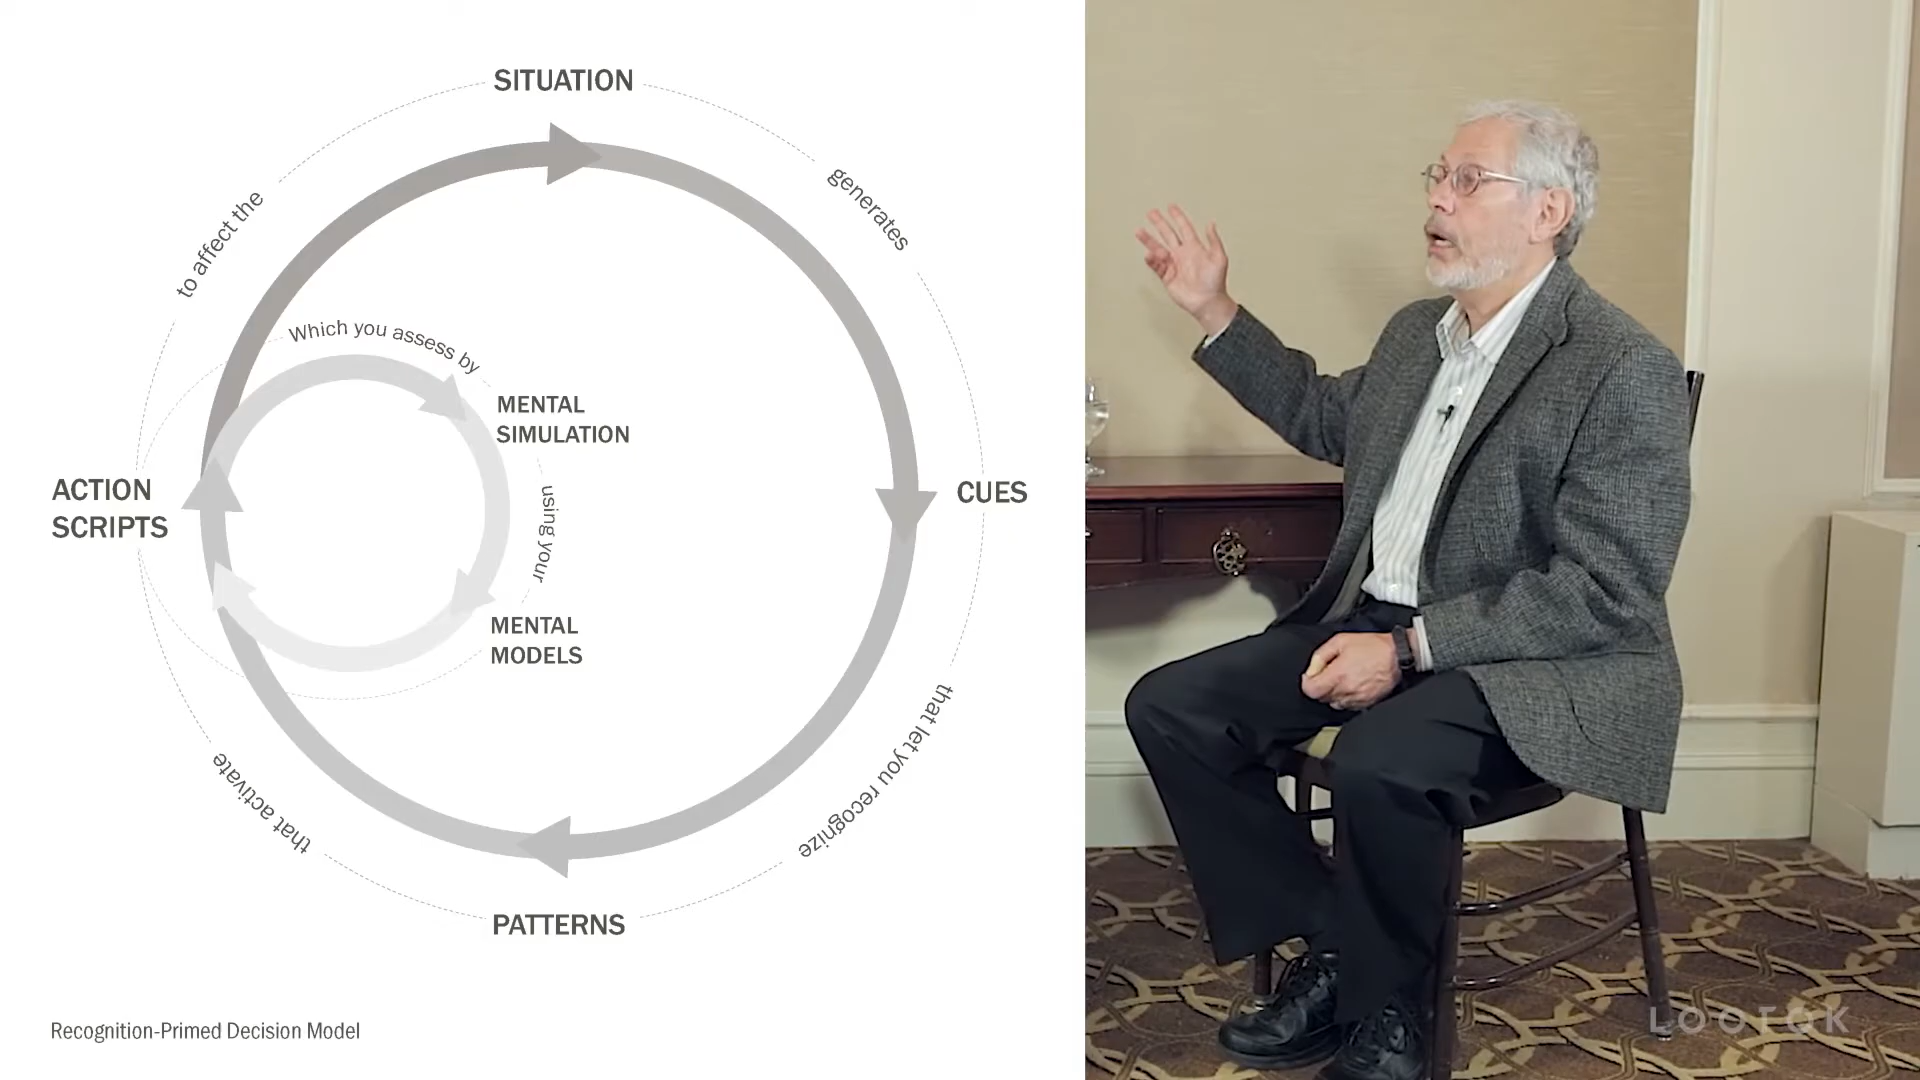 SITUATION
generates
CUES
that let you recognize
PATTERNS
that activate
ACTION
SCRIPTS
to affect the
Which you assess by
MENTAL
SIMULATION
using your
MENTAL
MODELS
Recognition-Primed Decision Model
LOOTOK